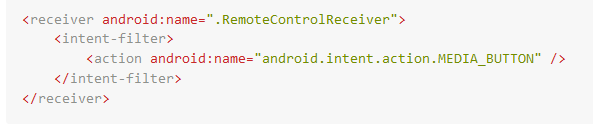 <receiver android:name=".RemoteControlReceiver">
    <intent-filter>
        <action android:name="android.intent.action.MEDIA_BUTTON" />
    </intent-filter>
</receiver>